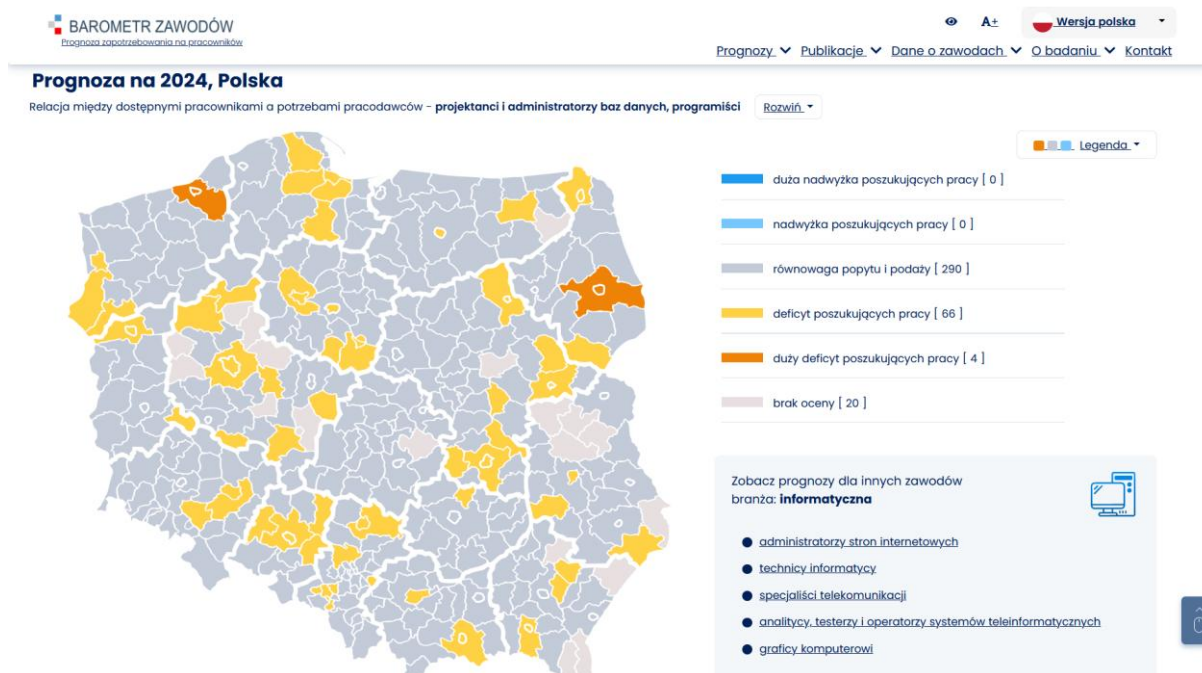 BAROMETR ZAWODÓW
Prognoza zapotrzebowania na pracowników
A±
Wersja polska
Prognozy Publikacje Dane o zawodach O badaniu Kontakt
Prognoza na 2024, Polska
Relacja między dostępnymi pracownikami a potrzebami pracodawców - projektanci i administratorzy baz danych, programiści Rozwiń
Legenda
duża nadwyżka poszukujących pracy [ 0 ]
nadwyżka poszukujących pracy [ 0 ]
równowaga popytu i podaży [ 290 ]
deficyt poszukujących pracy [ 66 ]
duży deficyt poszukujących pracy [ 4 ]
brak oceny [ 20 ]
Zobacz prognozy dla innych zawodów
branża: informatyczna
administratorzy stron internetowych
technicy informatycy
specjaliści telekomunikacji
analitycy, testerzy i operatorzy systemów teleinformatycznych
graficy komputerowi